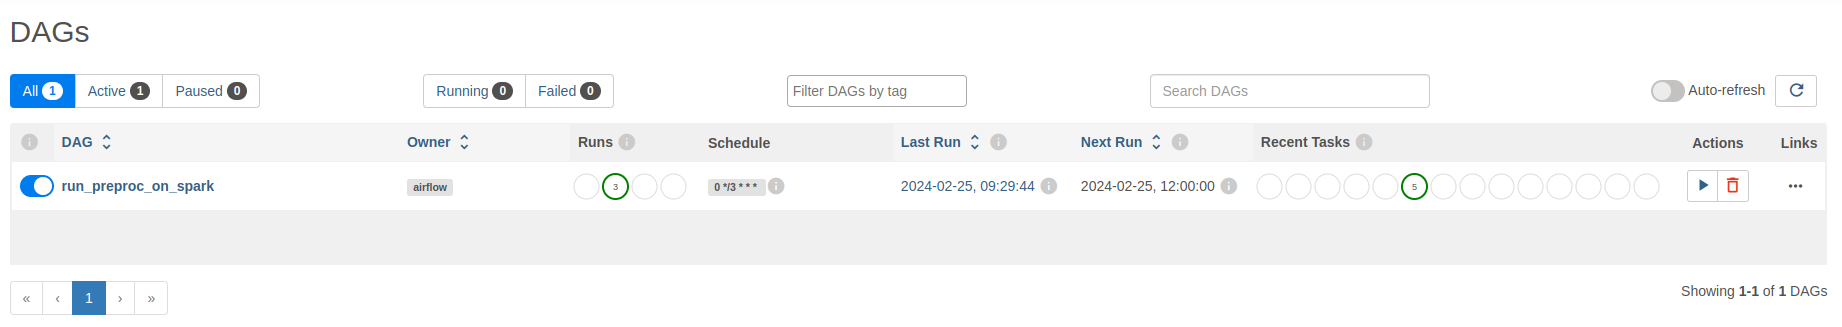 DAGs
All 1 Active 1 Paused 0 Running 0 Failed 0 Filter DAGs by tag Search DAGs Auto-refresh
i DAG Owner Runs i Schedule Last Run i Next Run i Recent Tasks i Actions Links
run_preproc_on_spark airflow 3 0 */3 * * * i 2024-02-25, 09:29:44 i 2024-02-25, 12:00:00 i 5 •••
« ‹ 1 › » Showing 1-1 of 1 DAGs